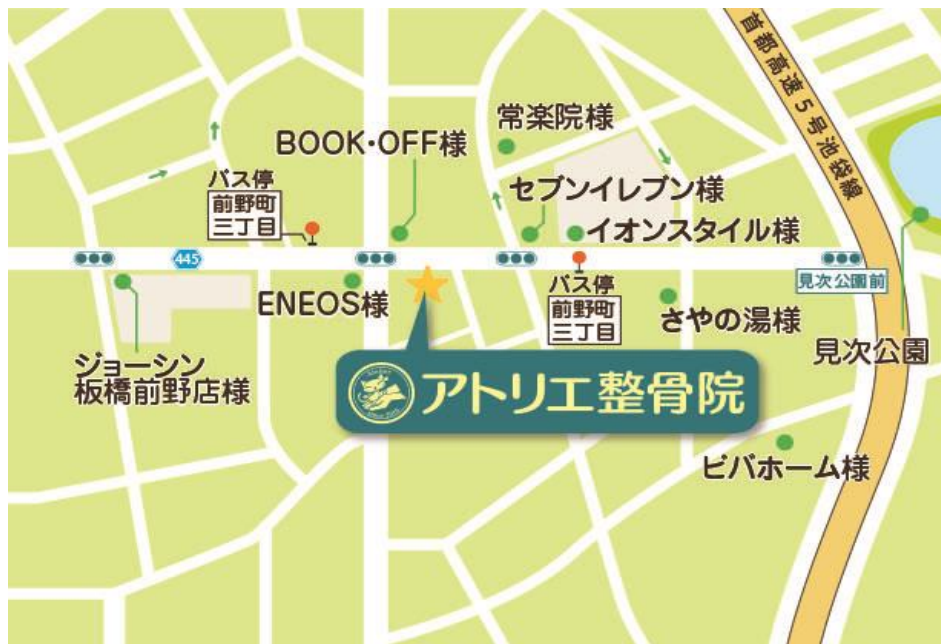 首都高速5号池袋線
常楽院様
BOOK・OFF様
バス停
前野町
三丁目
セブンイレブン様
イオンスタイル様
445
見次公園前
バス停
前野町
三丁目
ENEOS様
さやの湯様
見次公園
ジョーシン
板橋前野店様
アトリエ整骨院
ビバホーム様